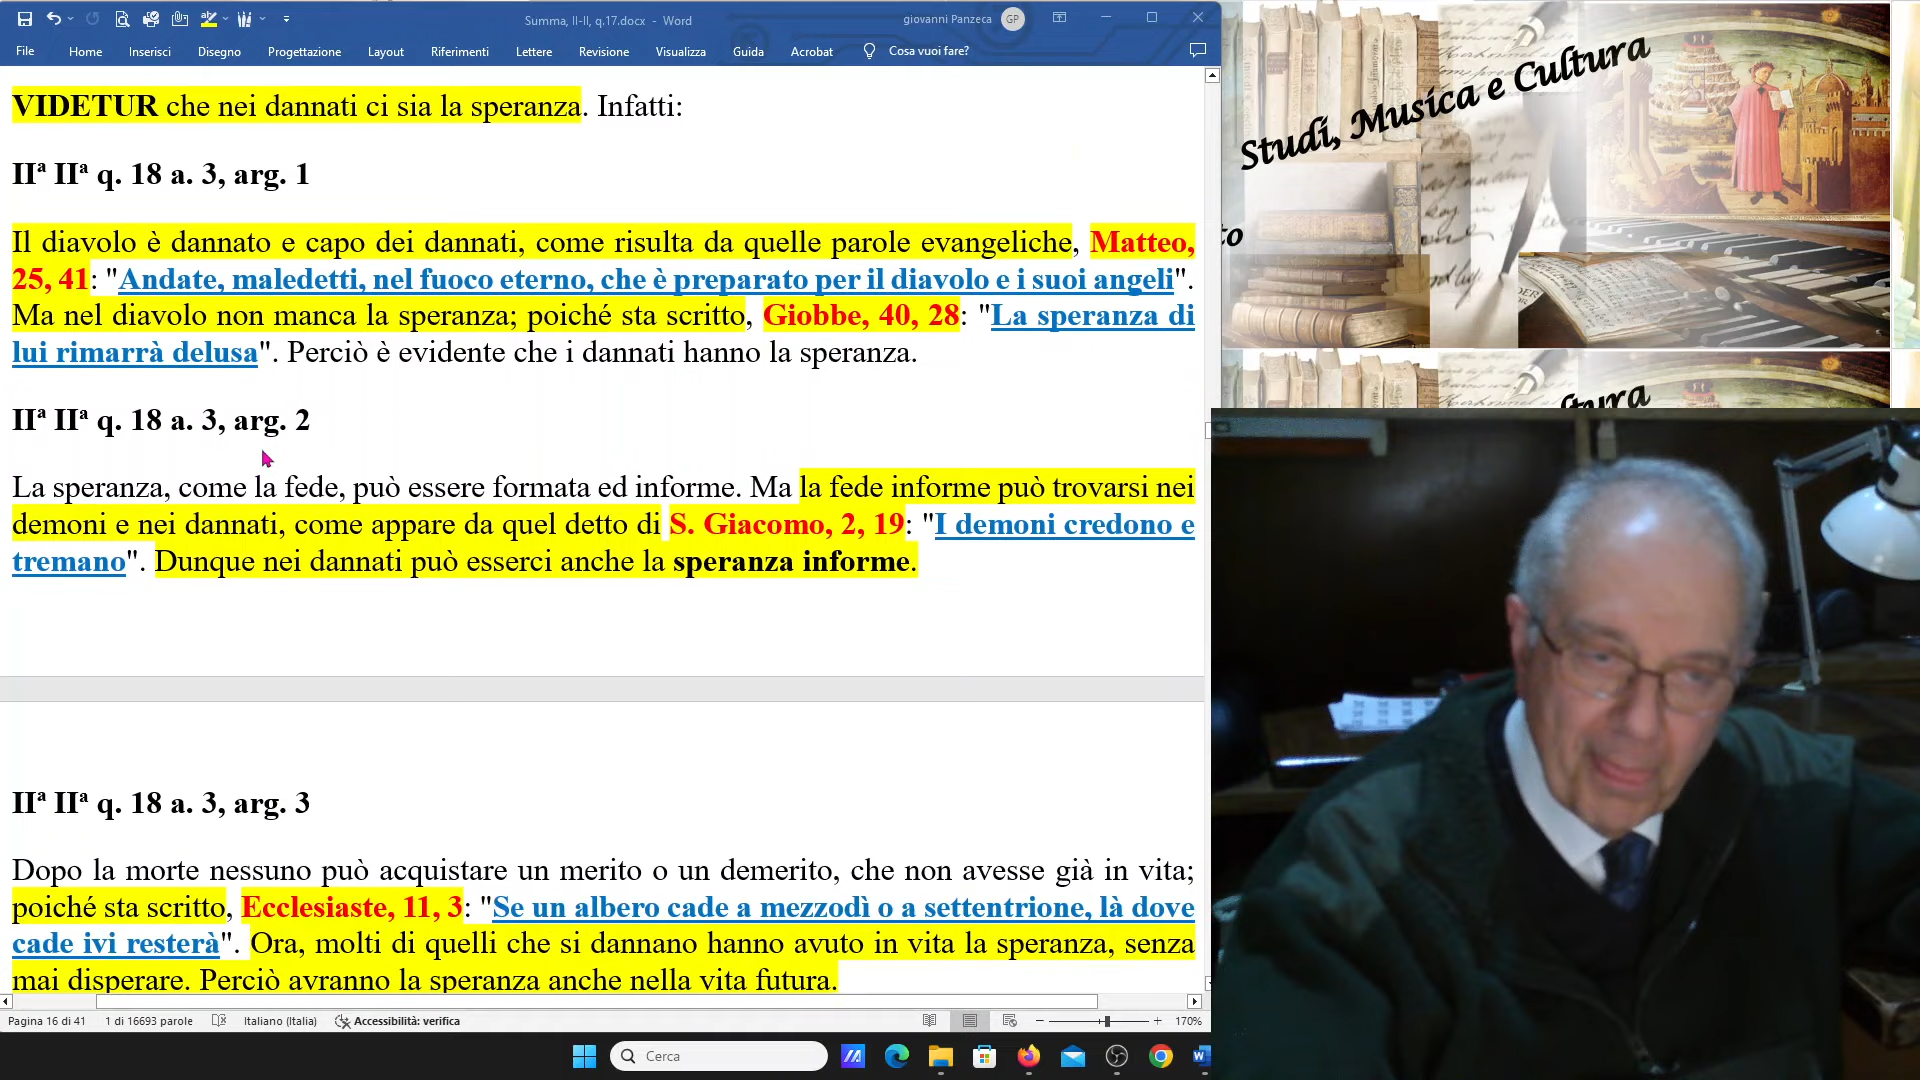 Summa, II-II, q.17.docx - Word
giovanni Panzeca GP
File Home Inserisci Disegno Progettazione Layout Riferimenti Lettere Revisione Visualizza Guida Acrobat Cosa vuoi fare?
VIDETUR che nei dannati ci sia la speranza. Infatti:
IIª IIª q. 18 a. 3, arg. 1
Il diavolo è dannato e capo dei dannati, come risulta da quelle parole evangeliche, Matteo,
25, 41: "Andate, maledetti, nel fuoco eterno, che è preparato per il diavolo e i suoi angeli".
Ma nel diavolo non manca la speranza; poiché sta scritto, Giobbe, 40, 28: "La speranza di
lui rimarrà delusa". Perciò è evidente che i dannati hanno la speranza.
IIª IIª q. 18 a. 3, arg. 2
La speranza, come la fede, può essere formata ed informe. Ma la fede informe può trovarsi nei
demoni e nei dannati, come appare da quel detto di S. Giacomo, 2, 19: "I demoni credono e
tremano". Dunque nei dannati può esserci anche la speranza informe.
IIª IIª q. 18 a. 3, arg. 3
Dopo la morte nessuno può acquistare un merito o un demerito, che non avesse già in vita;
poiché sta scritto, Ecclesiaste, 11, 3: "Se un albero cade a mezzodì o a settentrione, là dove
cade ivi resterà". Ora, molti di quelli che si dannano hanno avuto in vita la speranza, senza
mai disperare. Perciò avranno la speranza anche nella vita futura.
Pagina 16 di 41 1 di 16693 parole Italiano (Italia) Accessibilità: verifica 170%
Cerca
Studi, Musica e Cultura
to
tura